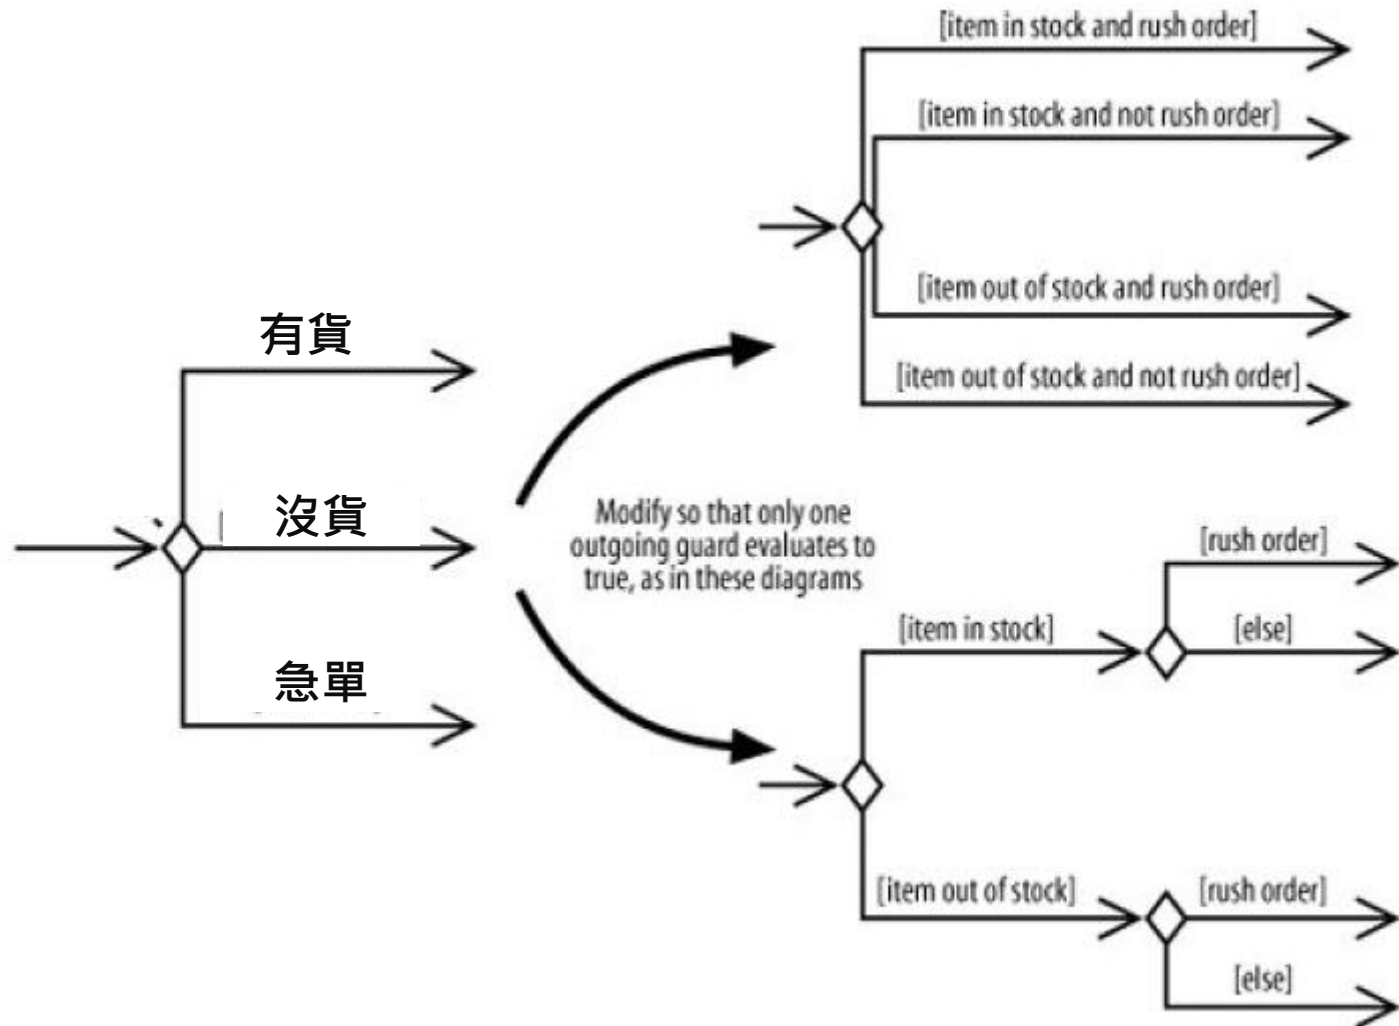 有貨
沒貨
急單
Modify so that only one
outgoing guard evaluates to
true, as in these diagrams
[item in stock and rush order]
[item in stock and not rush order]
[item out of stock and rush order]
[item out of stock and not rush order]
[item in stock]
[rush order]
[else]
[item out of stock]
[rush order]
[else]